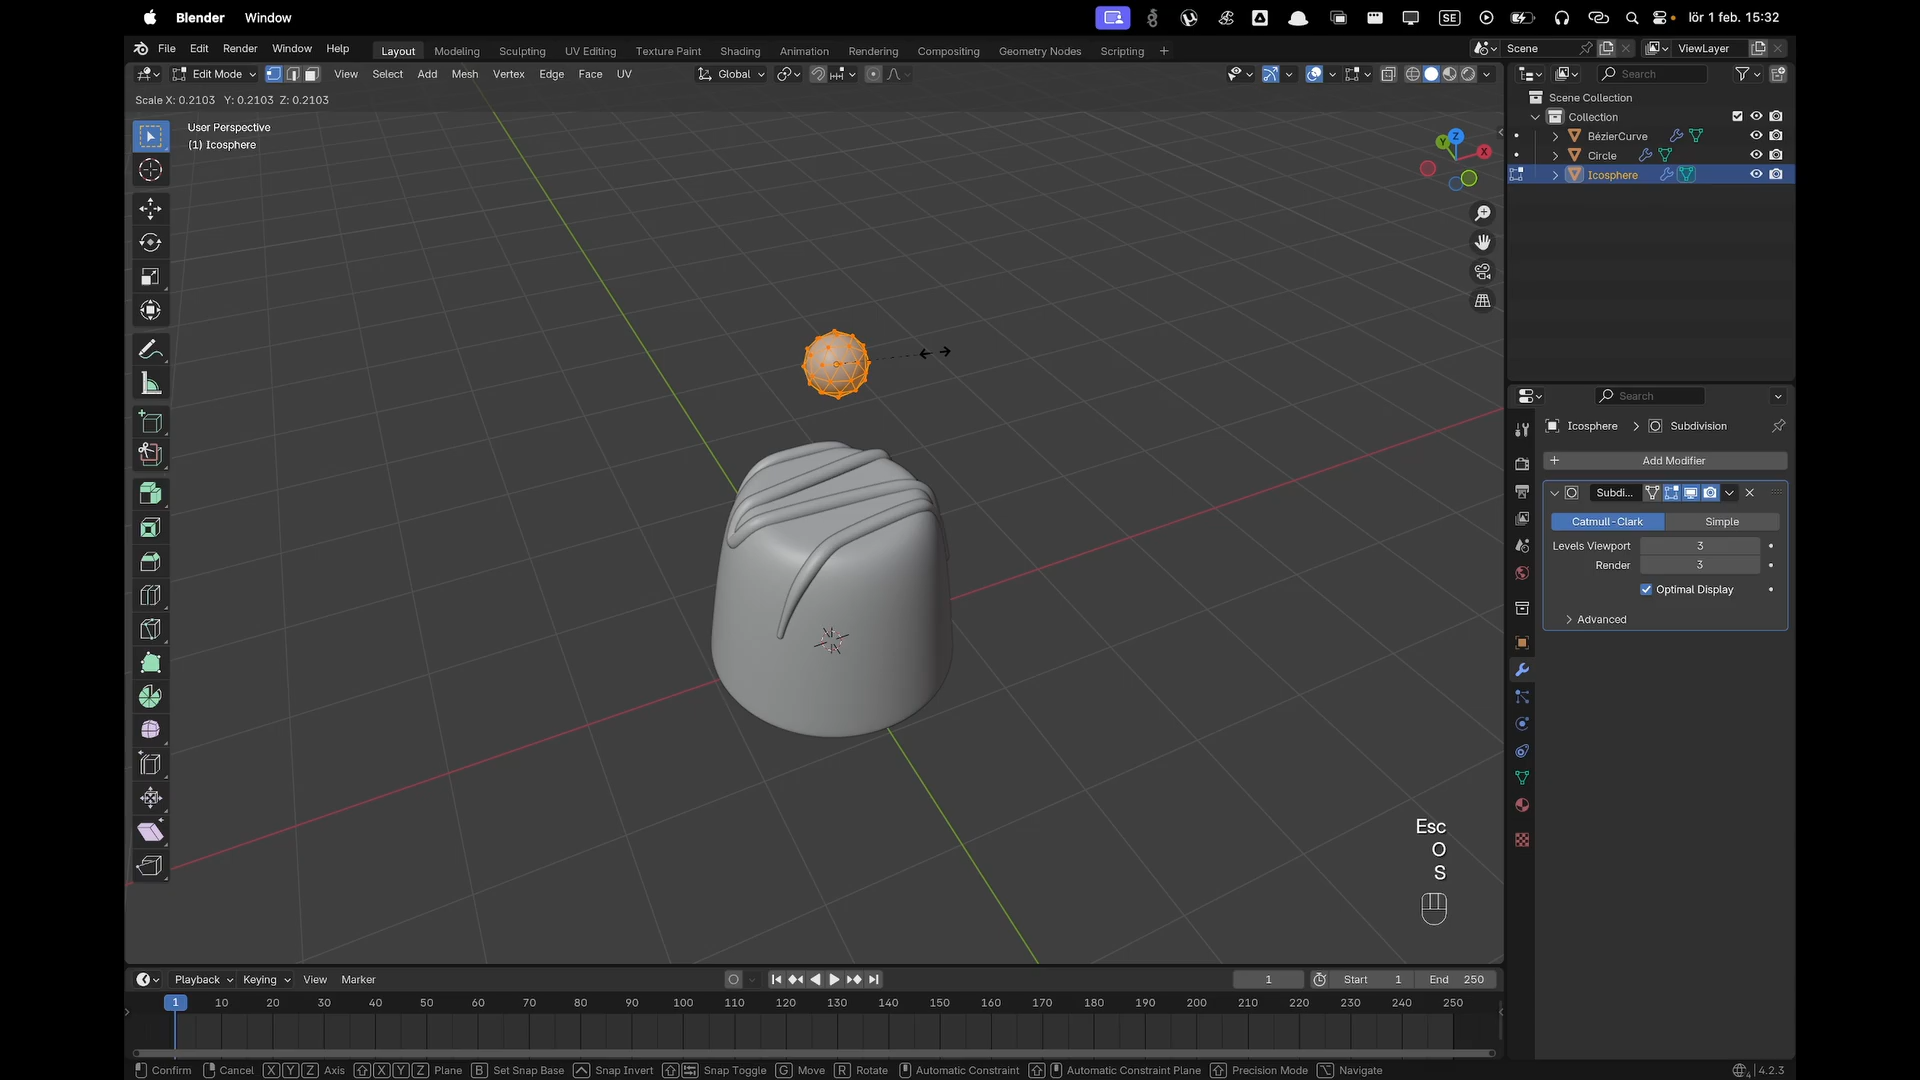 Blender Window
SE lör 1 feb. 15:32
File Edit Render Window Help Layout Modeling Sculpting UV Editing Texture Paint Shading Animation Rendering Compositing Geometry Nodes Scripting + Scene ViewLayer
Edit Mode View Select Add Mesh Vertex Edge Face UV Global Search
Scale X: 0.2103 Y: 0.2103 Z: 0.2103
Scene Collection
Collection
User Perspective
(1) Icosphere
BézierCurve
Circle
Icosphere
Z
Y
X
Search
Icosphere > Subdivision
+ Add Modifier
Subdi...
Catmull-Clark Simple
Levels Viewport 3
Render 3
Optimal Display
Advanced
Esc
O
S
Playback Keying View Marker 1 Start 1 End 250
1 10 20 30 40 50 60 70 80 90 100 110 120 130 140 150 160 170 180 190 200 210 220 230 240 250
Confirm Cancel X Y Z Axis X Y Z Plane B Set Snap Base Snap Invert Snap Toggle G Move R Rotate Automatic Constraint Automatic Constraint Plane Precision Mode Navigate 4.2.3